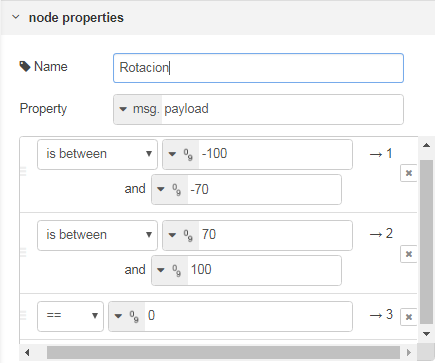 node properties
Name Rotacion
Property msg. payload
is between -100 → 1
and -70
is between 70 → 2
and 100
== 0 → 3